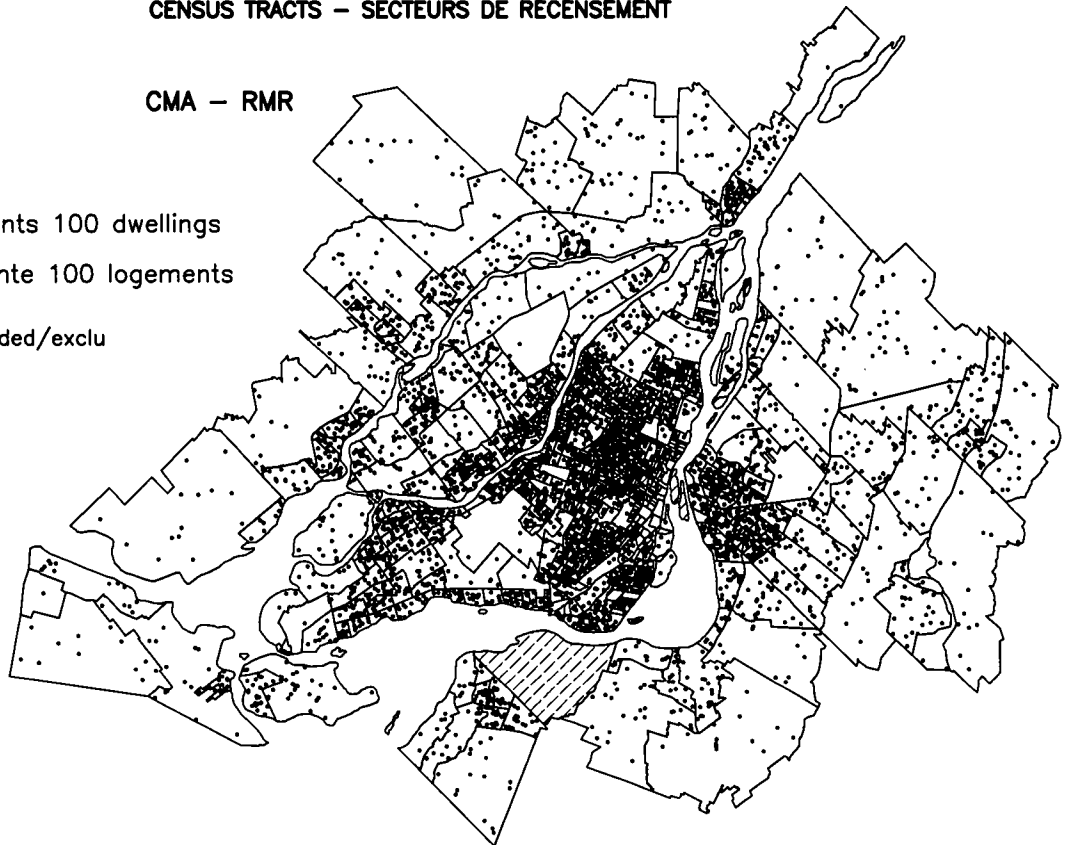 CENSUS TRACTS – SECTEURS DE RECENSEMENT
CMA – RMR
nts 100 dwellings
nte 100 logements
ded/exclu